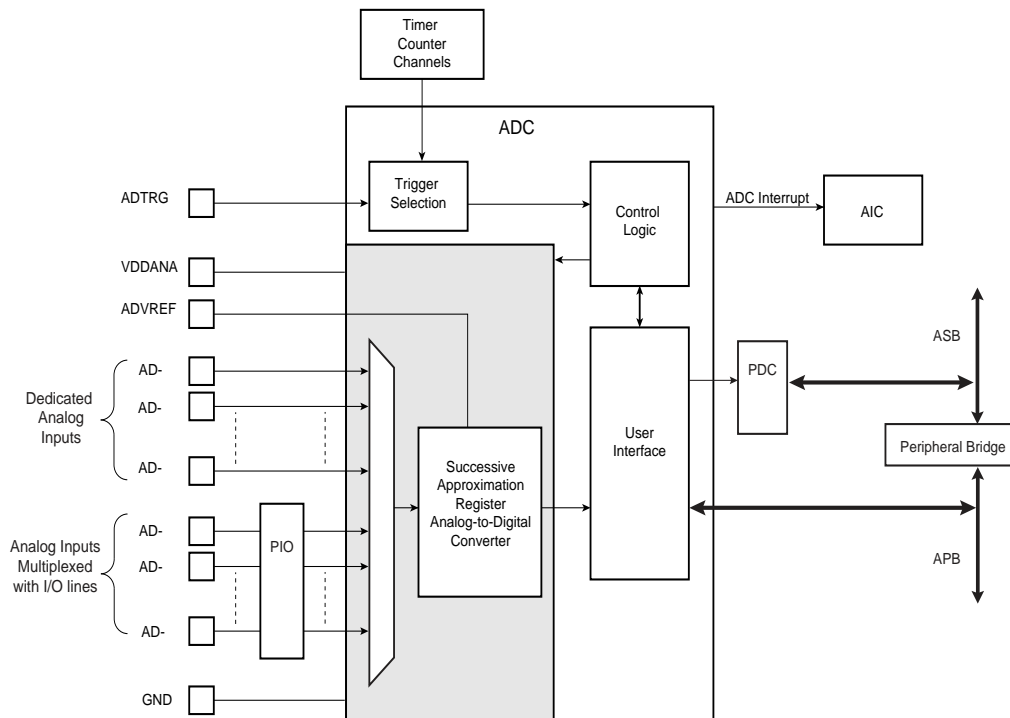 Timer
Counter
Channels
ADC
ADTRG
Trigger
Selection
Control
Logic
ADC Interrupt
AIC
VDDANA
ADVREF
ASB
Dedicated
Analog
Inputs
AD-
AD-
AD-
PDC
User
Interface
Peripheral Bridge
Successive
Approximation
Register
Analog-to-Digital
Converter
Analog Inputs
Multiplexed
with I/O lines
AD-
AD-
AD-
PIO
APB
GND